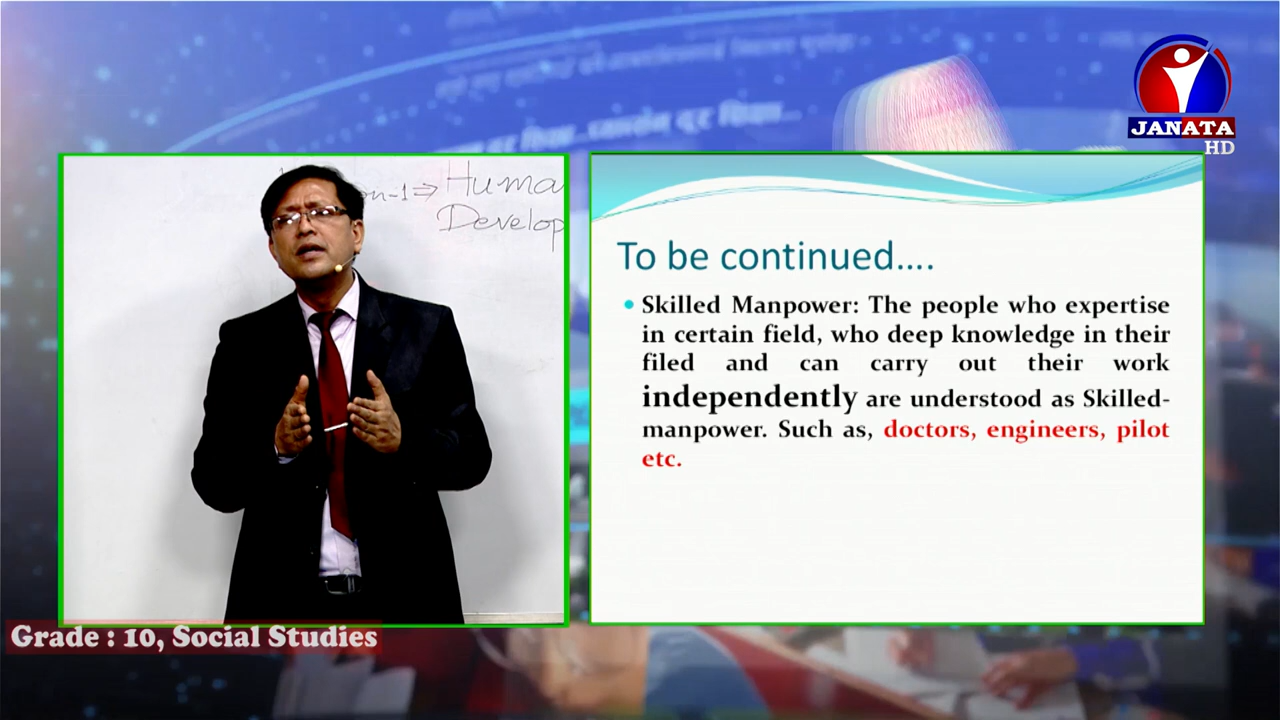 JANATA
HD
Huma
Develop
To be continued....
• Skilled Manpower: The people who expertise
in certain field, who deep knowledge in their
filed and can carry out their work
independently are understood as Skilled-
manpower. Such as, doctors, engineers, pilot
etc.
Grade : 10, Social Studies